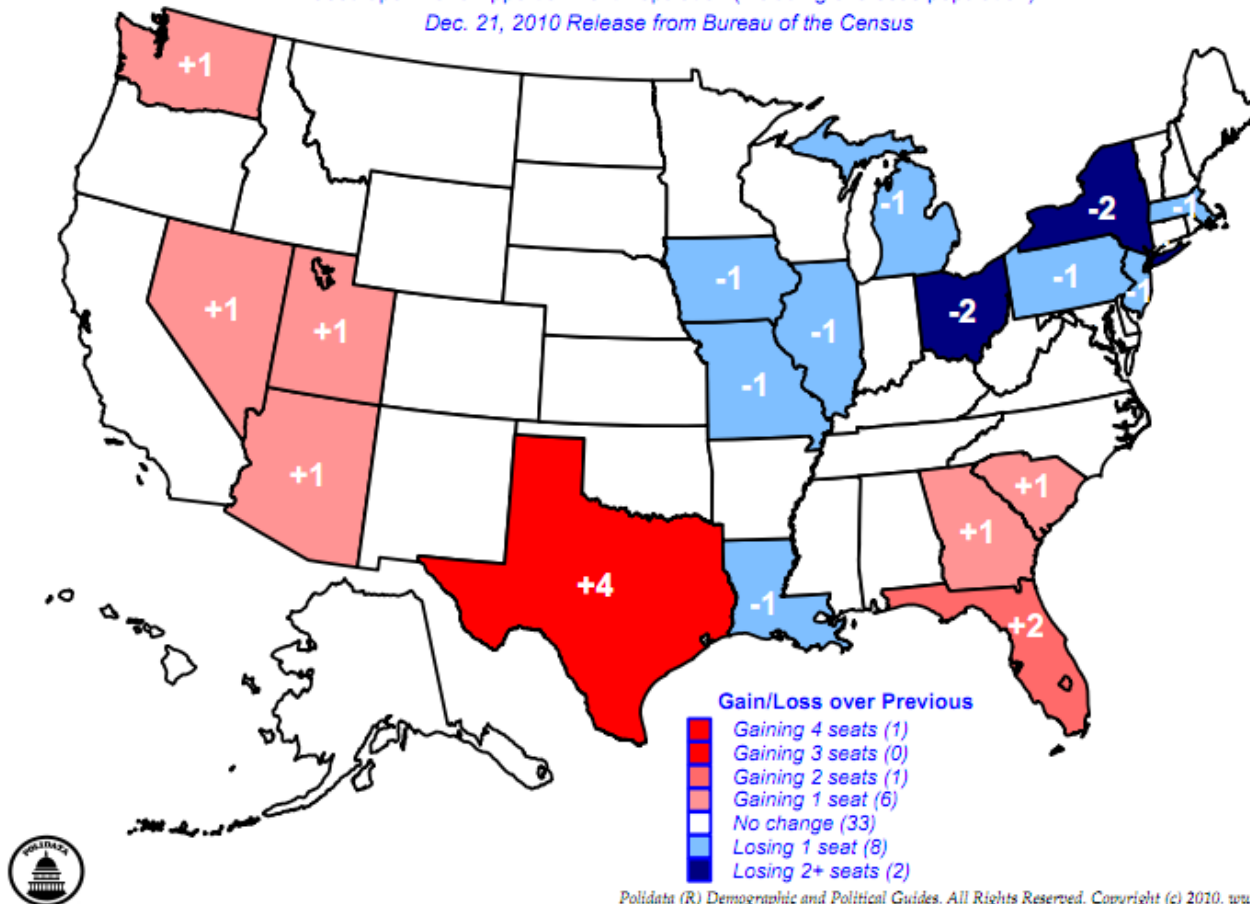 Dec. 21, 2010 Release from Bureau of the Census
+1
-1
-2
-1
-1
-1
-1
+1
+1
-1
-2
-1
+1
+1
+1
+4
-1
+2
Gain/Loss over Previous
Gaining 4 seats (1)
Gaining 3 seats (0)
Gaining 2 seats (1)
Gaining 1 seat (6)
No change (33)
Losing 1 seat (8)
Losing 2+ seats (2)
POLIDATA
Polidata (R) Demographic and Political Guides. All Rights Reserved. Copyright (c) 2010.